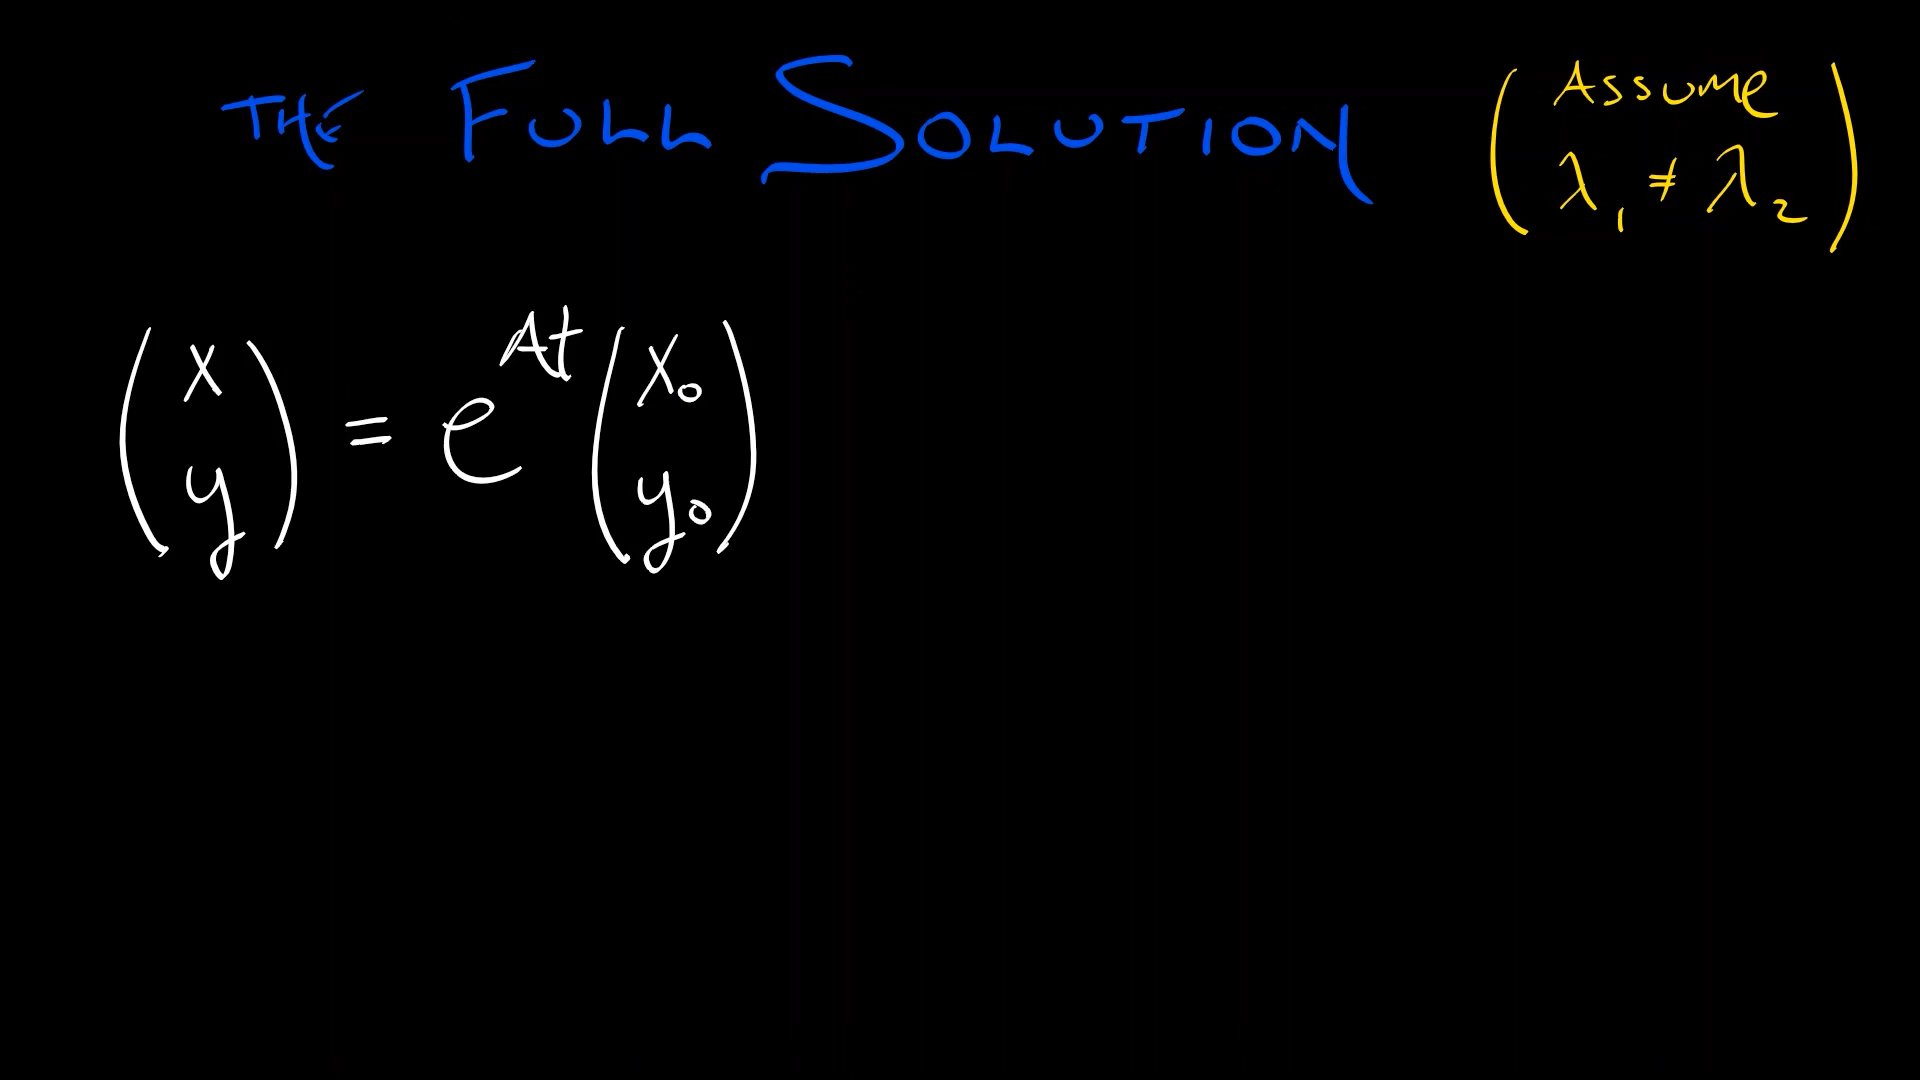 THE FULL SOLUTION
(Assume
λ₁ ≠ λ₂)
(x y) = e^{At} (x₀ y₀)